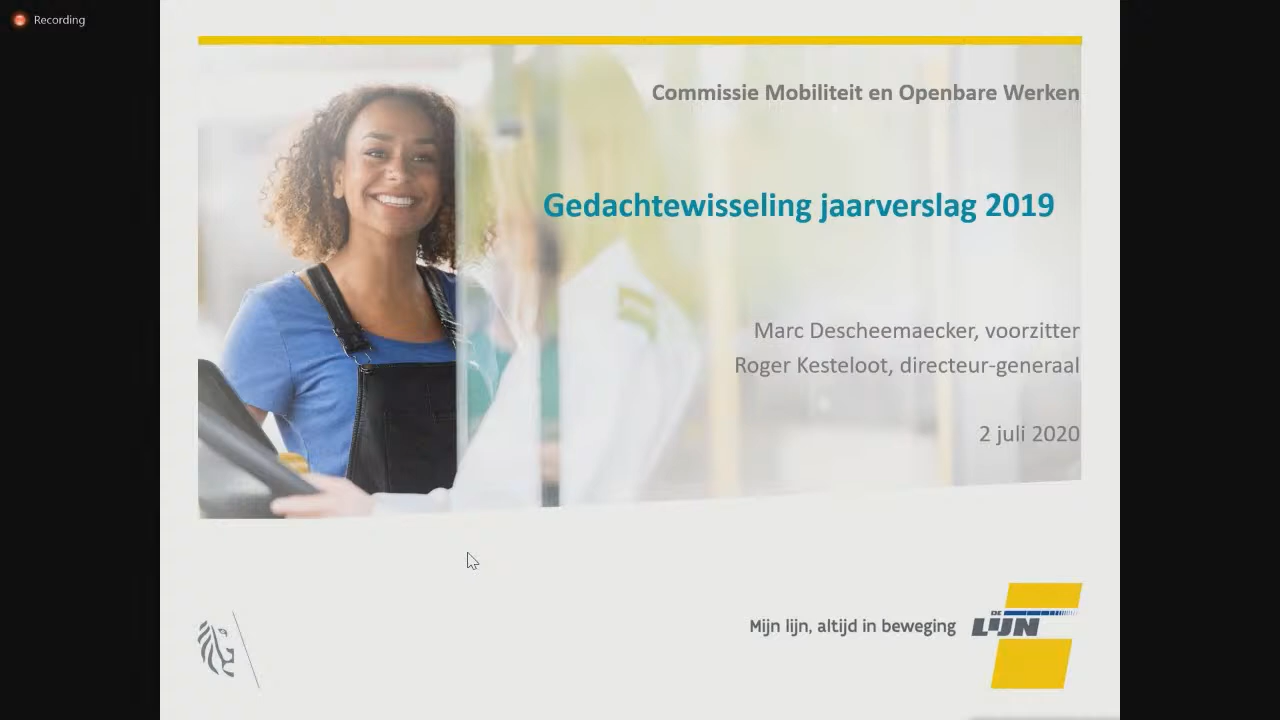 Recording
Commissie Mobiliteit en Openbare Werken
Gedachtewisseling jaarverslag 2019
Marc Descheemaecker, voorzitter
Roger Kesteloot, directeur-generaal
2 juli 2020
Mijn lijn, altijd in beweging
DE
LIJN